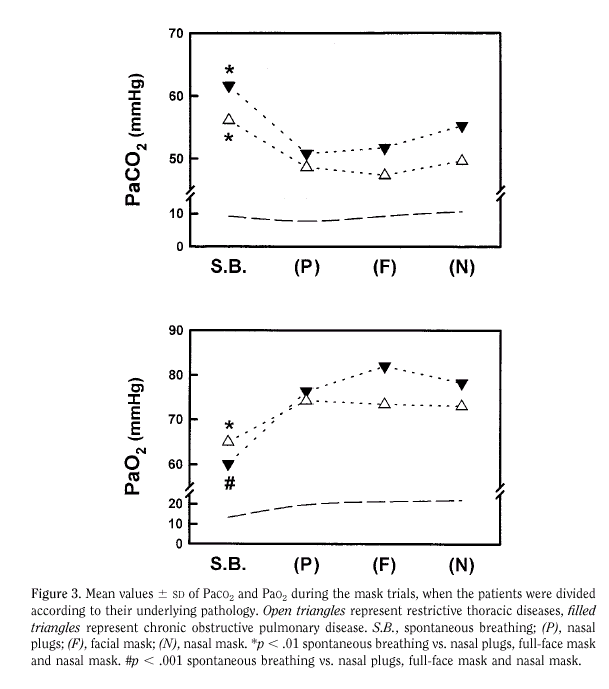 70
60
50
10
0
PaCO2 (mmHg)
*
*
S.B. (P) (F) (N)
90
80
70
60
20
10
0
PaO2 (mmHg)
*
#
S.B. (P) (F) (N)
Figure 3. Mean values ± SD of PaCO2 and PaO2 during the mask trials, when the patients were divided
according to their underlying pathology. Open triangles represent restrictive thoracic diseases, filled
triangles represent chronic obstructive pulmonary disease. S.B., spontaneous breathing; (P), nasal
plugs; (F), facial mask; (N), nasal mask. *p < .01 spontaneous breathing vs. nasal plugs, full-face mask
and nasal mask. #p < .001 spontaneous breathing vs. nasal plugs, full-face mask and nasal mask.